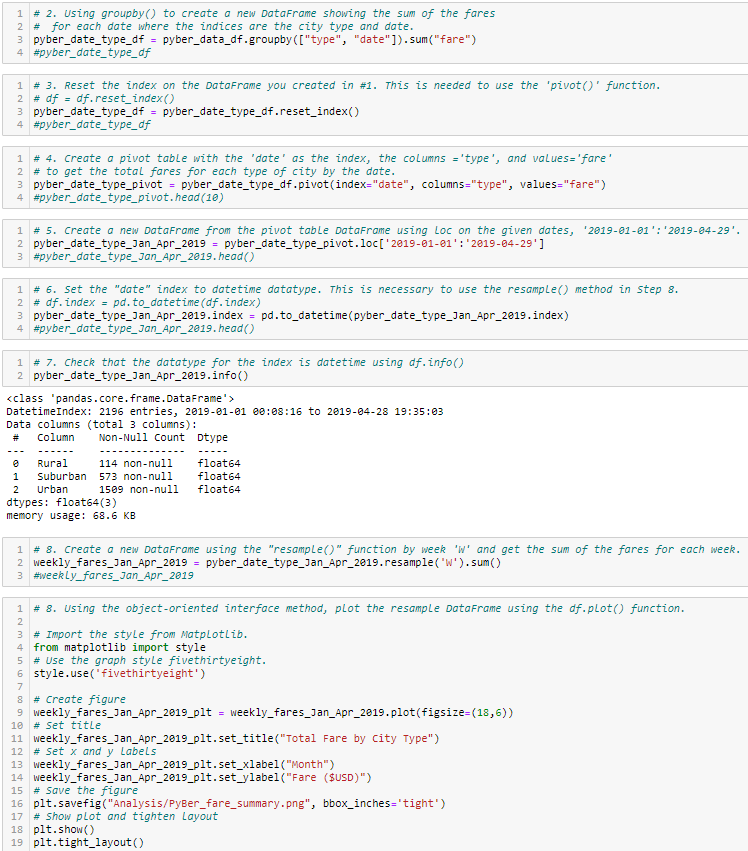 1 # 2. Using groupby() to create a new DataFrame showing the sum of the fares
2 #  for each date where the indices are the city type and date.
3 pyber_date_type_df = pyber_data_df.groupby(["type", "date"]).sum("fare")
4 #pyber_date_type_df
1 # 3. Reset the index on the DataFrame you created in #1. This is needed to use the 'pivot()' function.
2 # df = df.reset_index()
3 pyber_date_type_df = pyber_date_type_df.reset_index()
4 #pyber_date_type_df
1 # 4. Create a pivot table with the 'date' as the index, the columns ='type', and values='fare'
2 # to get the total fares for each type of city by the date.
3 pyber_date_type_pivot = pyber_date_type_df.pivot(index="date", columns="type", values="fare")
4 #pyber_date_type_pivot.head(10)
1 # 5. Create a new DataFrame from the pivot table DataFrame using loc on the given dates, '2019-01-01':'2019-04-29'.
2 pyber_date_type_Jan_Apr_2019 = pyber_date_type_pivot.loc['2019-01-01':'2019-04-29']
3 #pyber_date_type_Jan_Apr_2019.head()
1 # 6. Set the "date" index to datetime datatype. This is necessary to use the resample() method in Step 8.
2 # df.index = pd.to_datetime(df.index)
3 pyber_date_type_Jan_Apr_2019.index = pd.to_datetime(pyber_date_type_Jan_Apr_2019.index)
4 #pyber_date_type_Jan_Apr_2019.head()
1 # 7. Check that the datatype for the index is datetime using df.info()
2 pyber_date_type_Jan_Apr_2019.info()
<class 'pandas.core.frame.DataFrame'>
DatetimeIndex: 2196 entries, 2019-01-01 00:08:16 to 2019-04-28 19:35:03
Data columns (total 3 columns):
 #   Column    Non-Null Count  Dtype
---  ------    --------------  -----
 0   Rural     114 non-null    float64
 1   Suburban  573 non-null    float64
 2   Urban     1509 non-null   float64
dtypes: float64(3)
memory usage: 68.6 KB
1 # 8. Create a new DataFrame using the "resample()" function by week 'W' and get the sum of the fares for each week.
2 weekly_fares_Jan_Apr_2019 = pyber_date_type_Jan_Apr_2019.resample('W').sum()
3 #weekly_fares_Jan_Apr_2019
1 # 8. Using the object-oriented interface method, plot the resample DataFrame using the df.plot() function.
2
3 # Import the style from Matplotlib.
4 from matplotlib import style
5 # Use the graph style fivethirtyeight.
6 style.use('fivethirtyeight')
7
8 # Create figure
9 weekly_fares_Jan_Apr_2019_plt = weekly_fares_Jan_Apr_2019.plot(figsize=(18,6))
10 # Set title
11 weekly_fares_Jan_Apr_2019_plt.set_title("Total Fare by City Type")
12 # Set x and y labels
13 weekly_fares_Jan_Apr_2019_plt.set_xlabel("Month")
14 weekly_fares_Jan_Apr_2019_plt.set_ylabel("Fare ($USD)")
15 # Save the figure
16 plt.savefig("Analysis/PyBer_fare_summary.png", bbox_inches='tight')
17 # Show plot and tighten layout
18 plt.show()
19 plt.tight_layout()